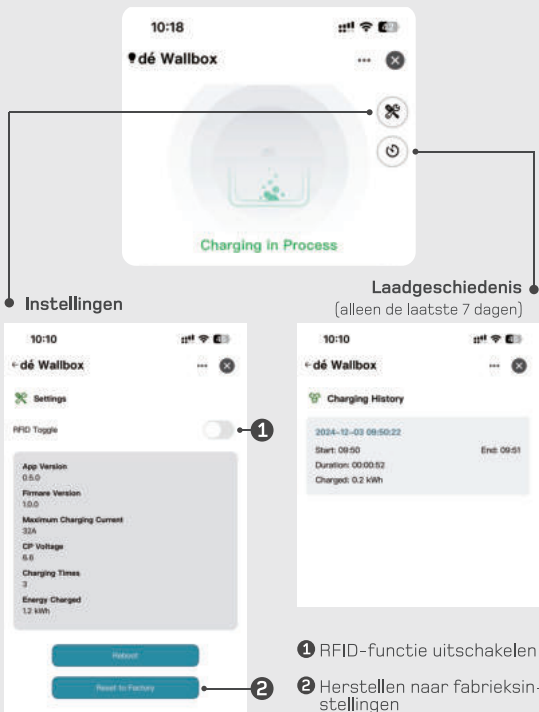 10:18
dé Wallbox
Charging in Process
Instellingen
Laadgeschiedenis
(alleen de laatste 7 dagen)
10:10
dé Wallbox
Settings
RFID Toggle
1
App Version
0.5.0
Firmare Version
1.0.0
Maximum Charging Current
32A
CP Voltage
6.6
Charging Times
3
Energy Charged
1.2 kWh
Reboot
Reset to Factory
2
10:10
dé Wallbox
Charging History
2024-12-03 09:50:22
Start: 09:50 End: 09:51
Duration: 00:00:52
Charged: 0.2 kWh
1 RFID-functie uitschakelen
2 Herstellen naar fabrieksin-
stellingen